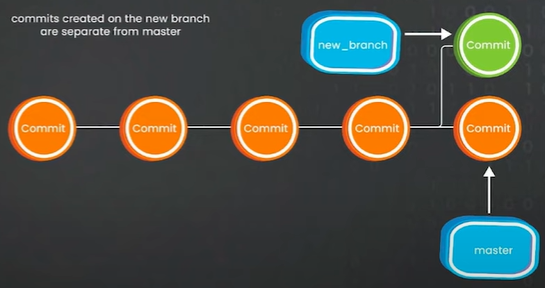 commits created on the new branch
are separate from master
new_branch
Commit
Commit
Commit
Commit
Commit
Commit
master